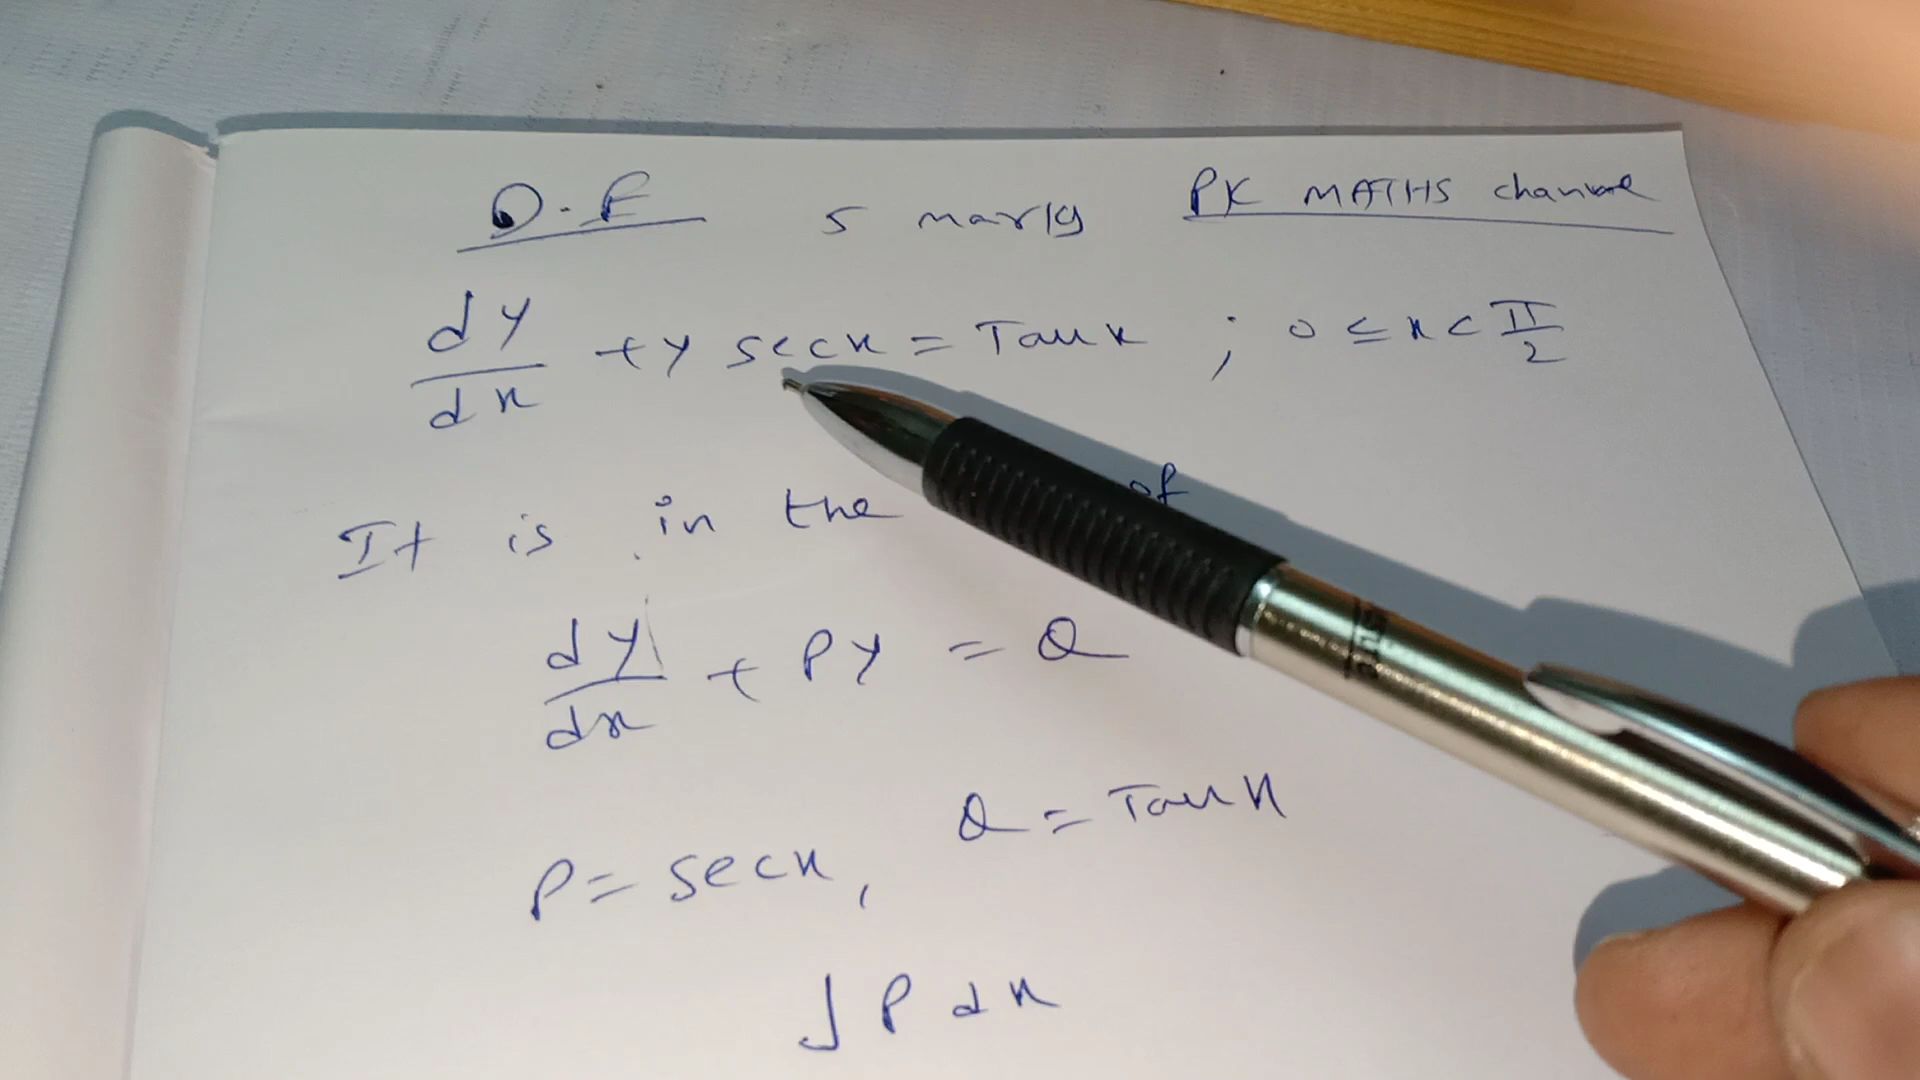 D.E 5 marks PK MATHS channel
dy/dx + y secx = Tanx ; 0 ≤ x < π/2
It is in the of
dy/dx + Py = Q
P = secx, Q = Tanx
∫ P dx